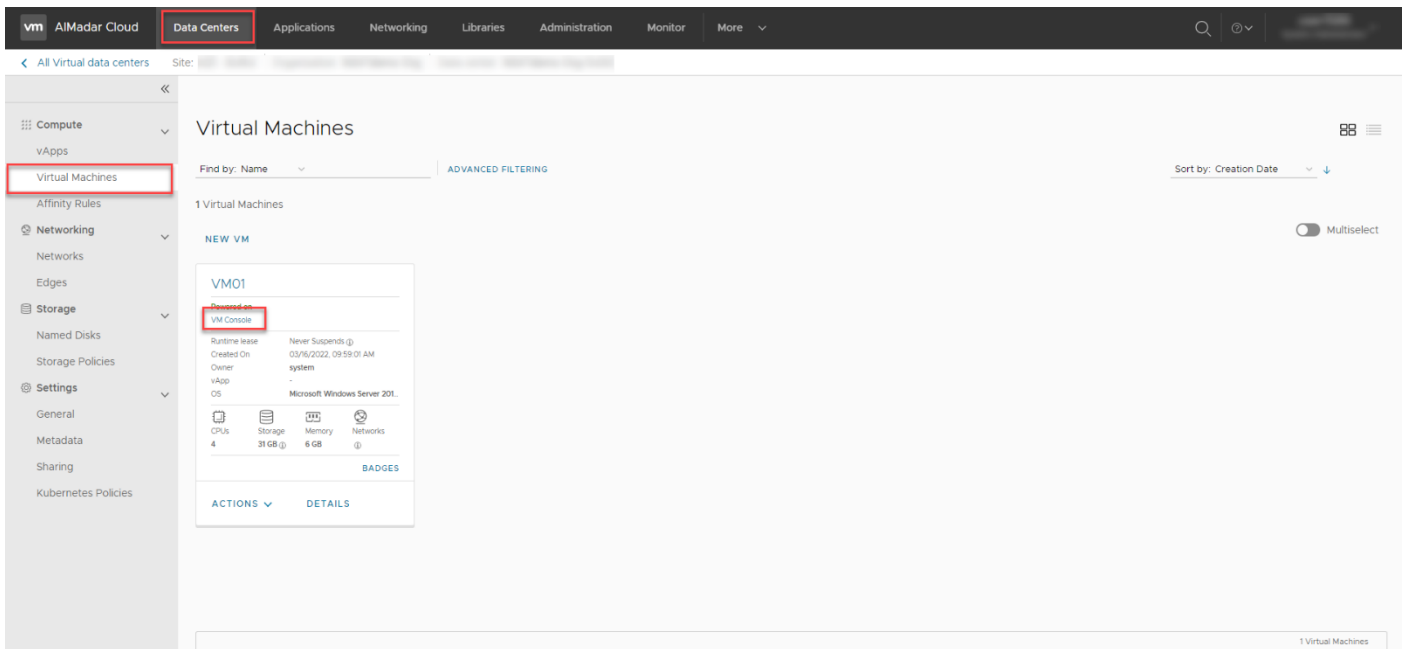 vm AlMadar Cloud Data Centers Applications Networking Libraries Administration Monitor More
All Virtual data centers Site:
Compute
vApps
Virtual Machines
Affinity Rules
Networking
Networks
Edges
Storage
Named Disks
Storage Policies
Settings
General
Metadata
Sharing
Kubernetes Policies
Virtual Machines
Find by: Name ADVANCED FILTERING Sort by: Creation Date
1 Virtual Machines
NEW VM Multiselect
VM01
Powered on
VM Console
Runtime lease Never Suspends
Created On 03/16/2022, 09:59:01 AM
Owner system
vApp -
OS Microsoft Windows Server 201...
CPUs Storage Memory Networks
4 31 GB 6 GB
BADGES
ACTIONS DETAILS
1 Virtual Machines